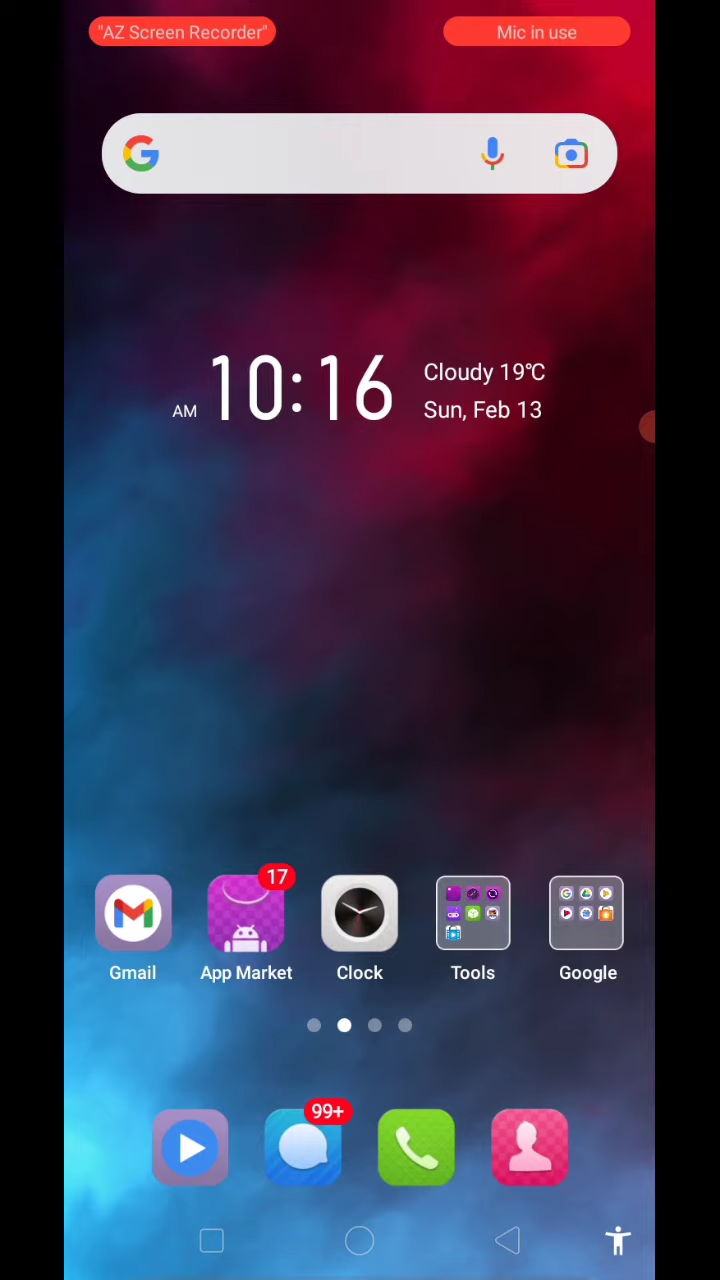 "AZ Screen Recorder"
Mic in use
AM 10:16
Cloudy 19℃
Sun, Feb 13
17
Gmail
App Market
Clock
Tools
Google
99+